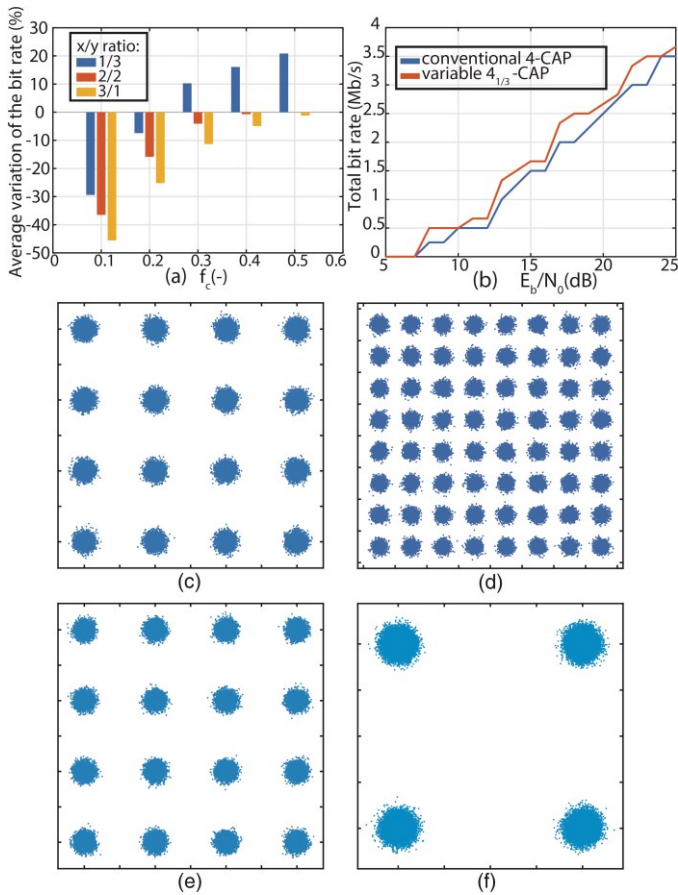 Average variation of the bit rate (%)
30
20
10
0
-10
-20
-30
-40
-50
x/y ratio:
1/3
2/2
3/1
0 0.1 0.2 0.3 0.4 0.5 0.6
(a) f_c(-)
Total bit rate (Mb/s)
4
3.5
3
2.5
2
1.5
1
0.5
0
conventional 4-CAP
variable 4_{1/3}-CAP
5 10 15 20 25
(b) E_b/N_0(dB)
(c)
(d)
(e)
(f)